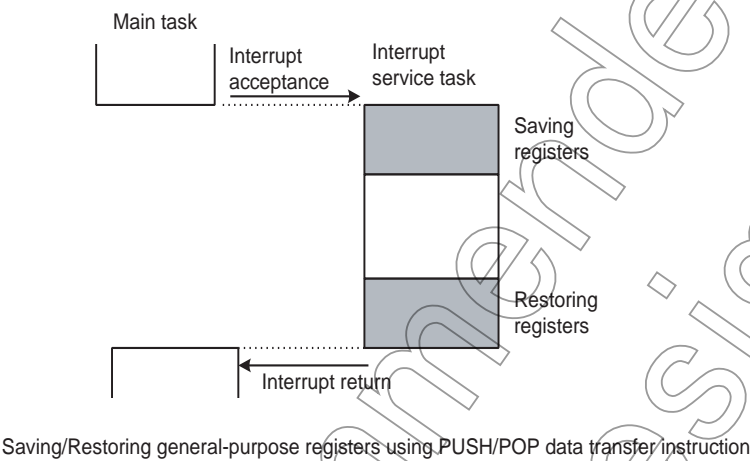 Main task
Interrupt
acceptance
Interrupt
service task
Saving
registers
Restoring
registers
Interrupt return
Saving/Restoring general-purpose registers using PUSH/POP data transfer instruction